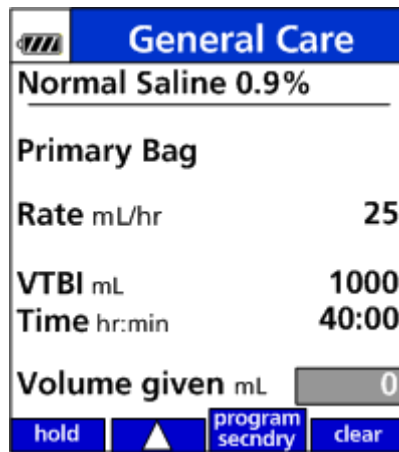 General Care
Normal Saline 0.9%
Primary Bag
Rate mL/hr 25
VTBI mL 1000
Time hr:min 40:00
Volume given mL 0
hold program secndry clear